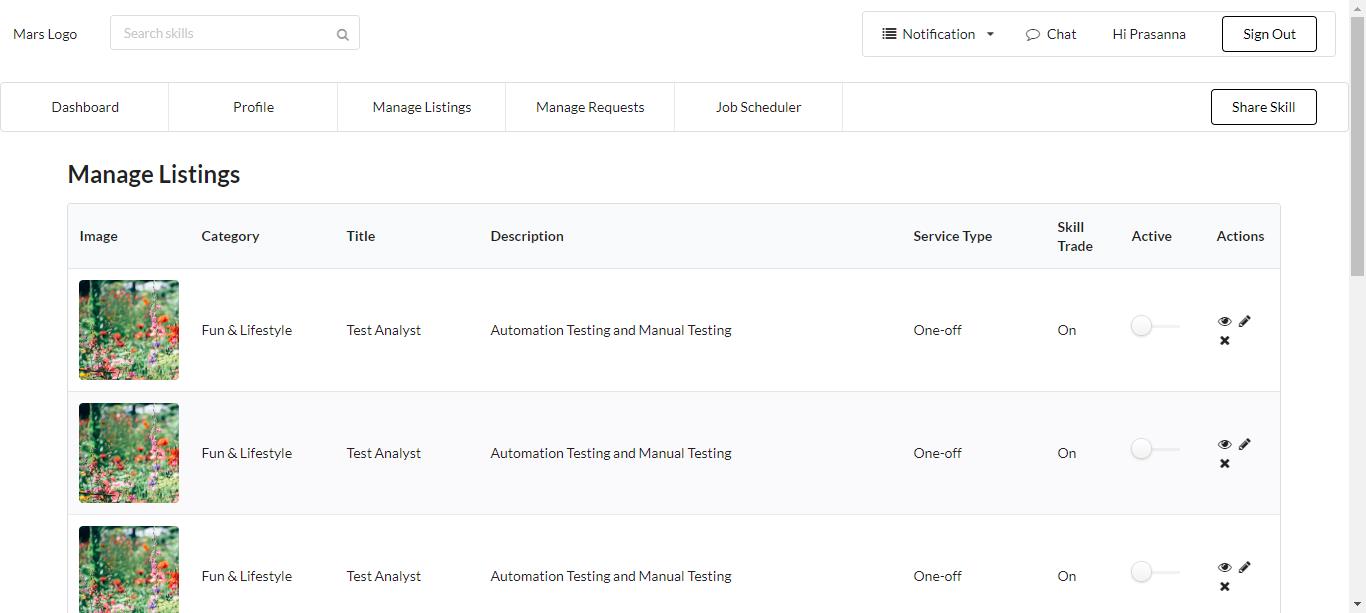 Mars Logo
Search skills
Notification
Chat
Hi Prasanna
Sign Out
Dashboard
Profile
Manage Listings
Manage Requests
Job Scheduler
Share Skill
Manage Listings
Image
Category
Title
Description
Service Type
Skill
Trade
Active
Actions
Fun & Lifestyle
Test Analyst
Automation Testing and Manual Testing
One-off
On
Fun & Lifestyle
Test Analyst
Automation Testing and Manual Testing
One-off
On
Fun & Lifestyle
Test Analyst
Automation Testing and Manual Testing
One-off
On